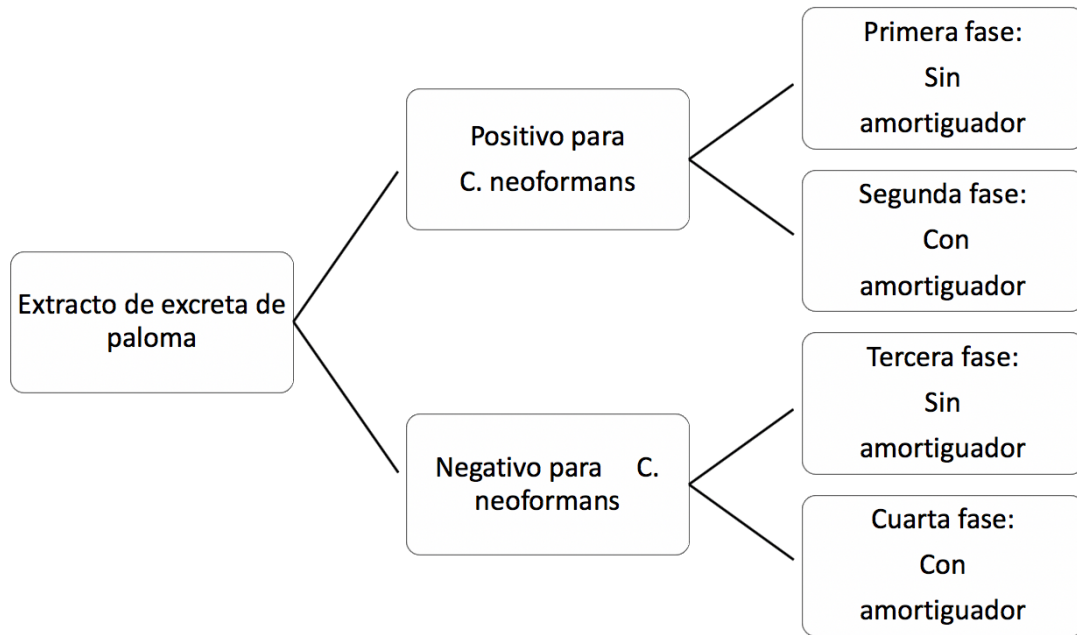 Extracto de excreta de
paloma
Positivo para
C. neoformans
Negativo para C.
neoformans
Primera fase:
Sin
amortiguador
Segunda fase:
Con
amortiguador
Tercera fase:
Sin
amortiguador
Cuarta fase:
Con
amortiguador